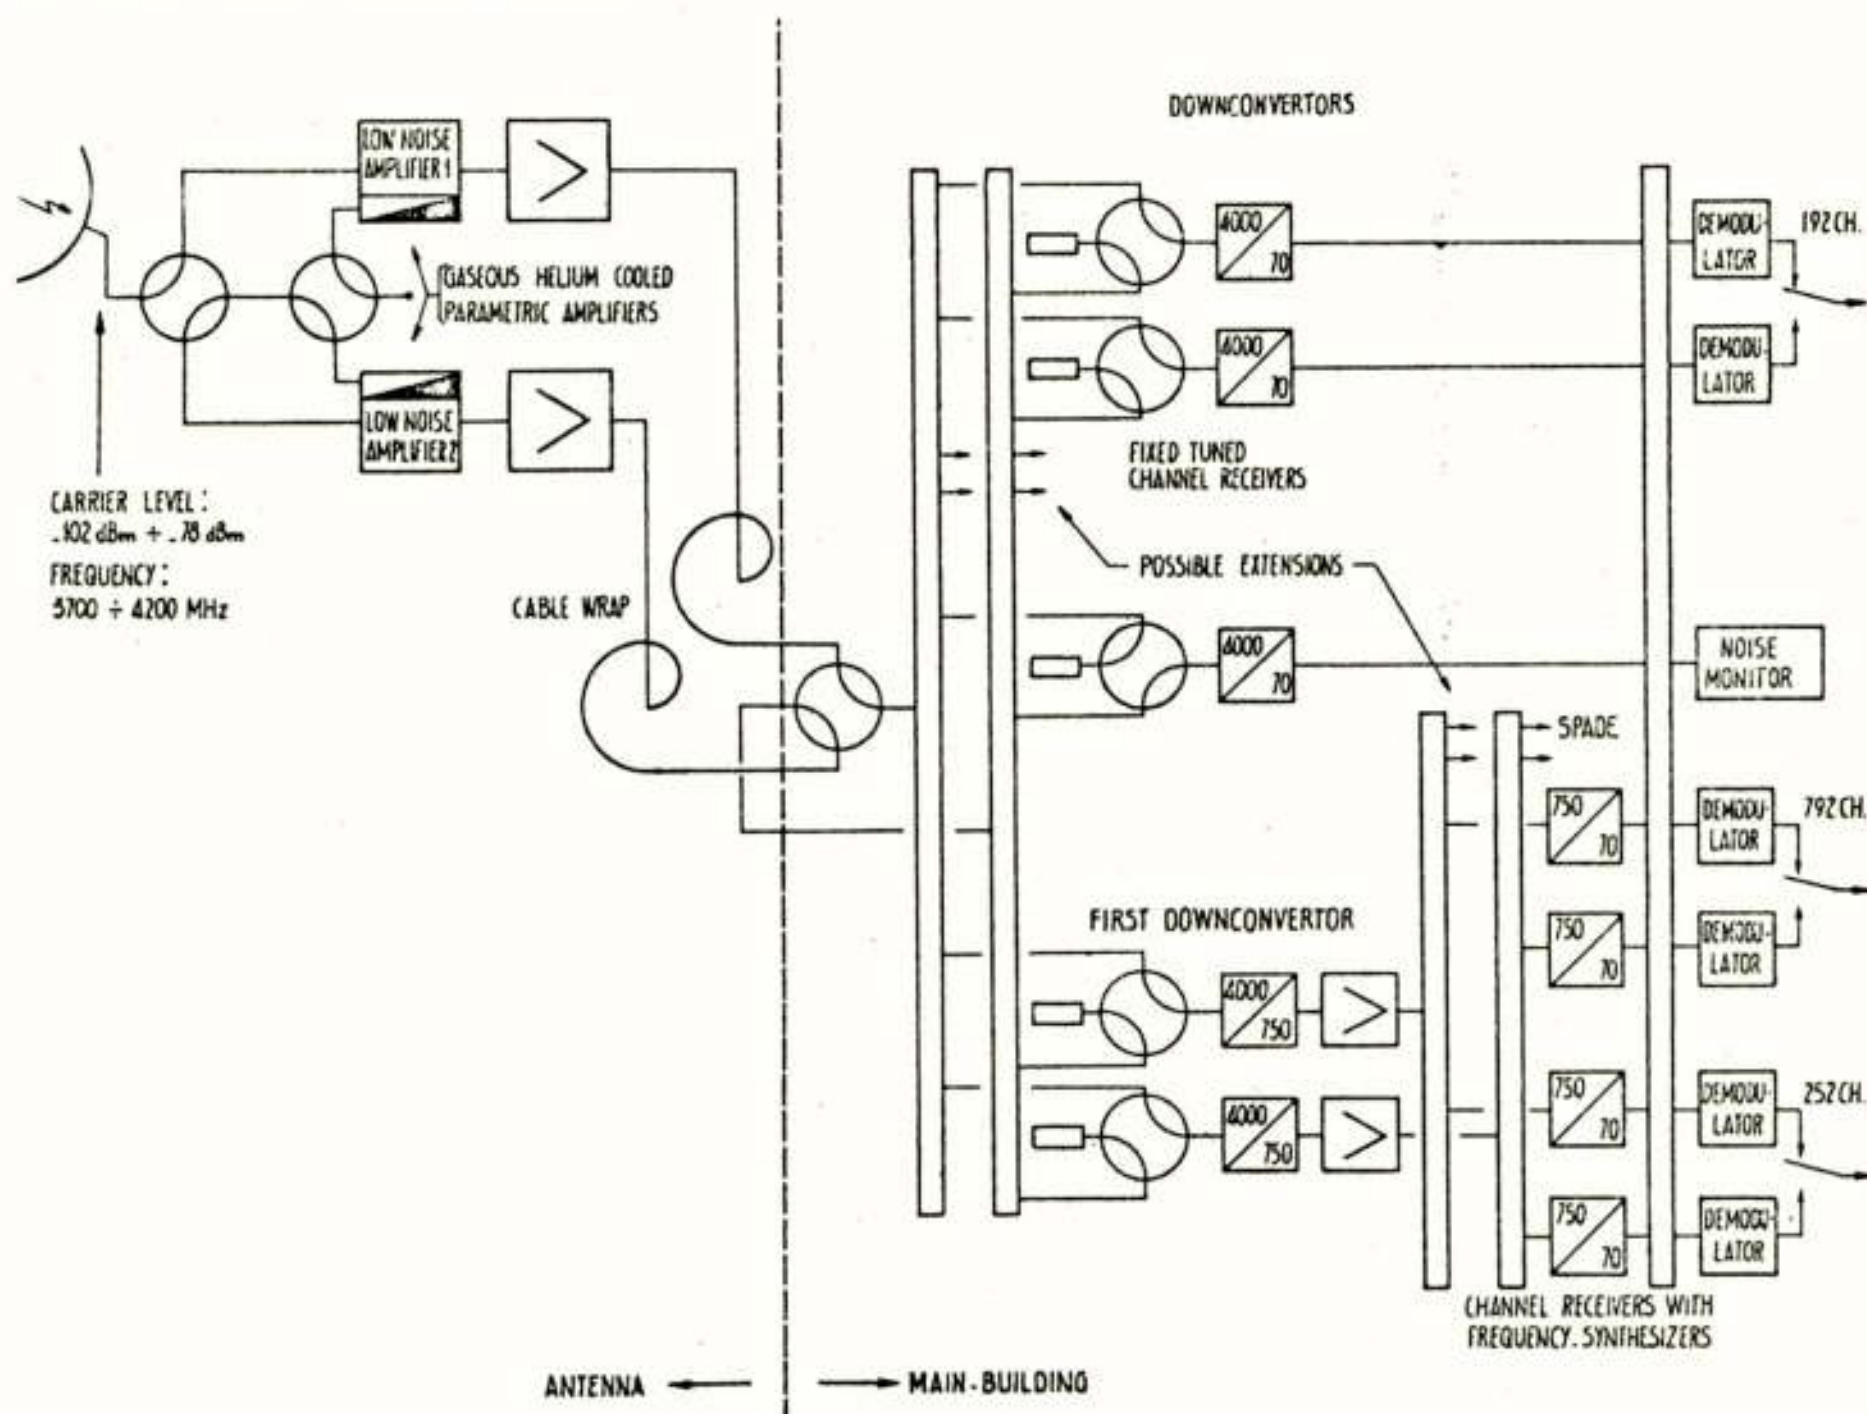 DOWNCONVERTORS
LOW NOISE
AMPLIFIER 1
GASEOUS HELIUM COOLED
PARAMETRIC AMPLIFIERS
LOW NOISE
AMPLIFIER 2
CARRIER LEVEL:
-102 dBm ÷ -78 dBm
FREQUENCY:
3700 ÷ 4200 MHz
CABLE WRAP
4000
70
DEMODU-
LATOR
192 CH.
4000
70
DEMODU-
LATOR
FIXED TUNED
CHANNEL RECEIVERS
POSSIBLE EXTENSIONS
4000
70
NOISE
MONITOR
SPADE
750
70
DEMODU-
LATOR
792 CH.
750
70
DEMODU-
LATOR
FIRST DOWNCONVERTOR
4000
750
4000
750
750
70
DEMODU-
LATOR
252 CH.
750
70
DEMODU-
LATOR
CHANNEL RECEIVERS WITH
FREQUENCY-SYNTHESIZERS
ANTENNA
MAIN-BUILDING